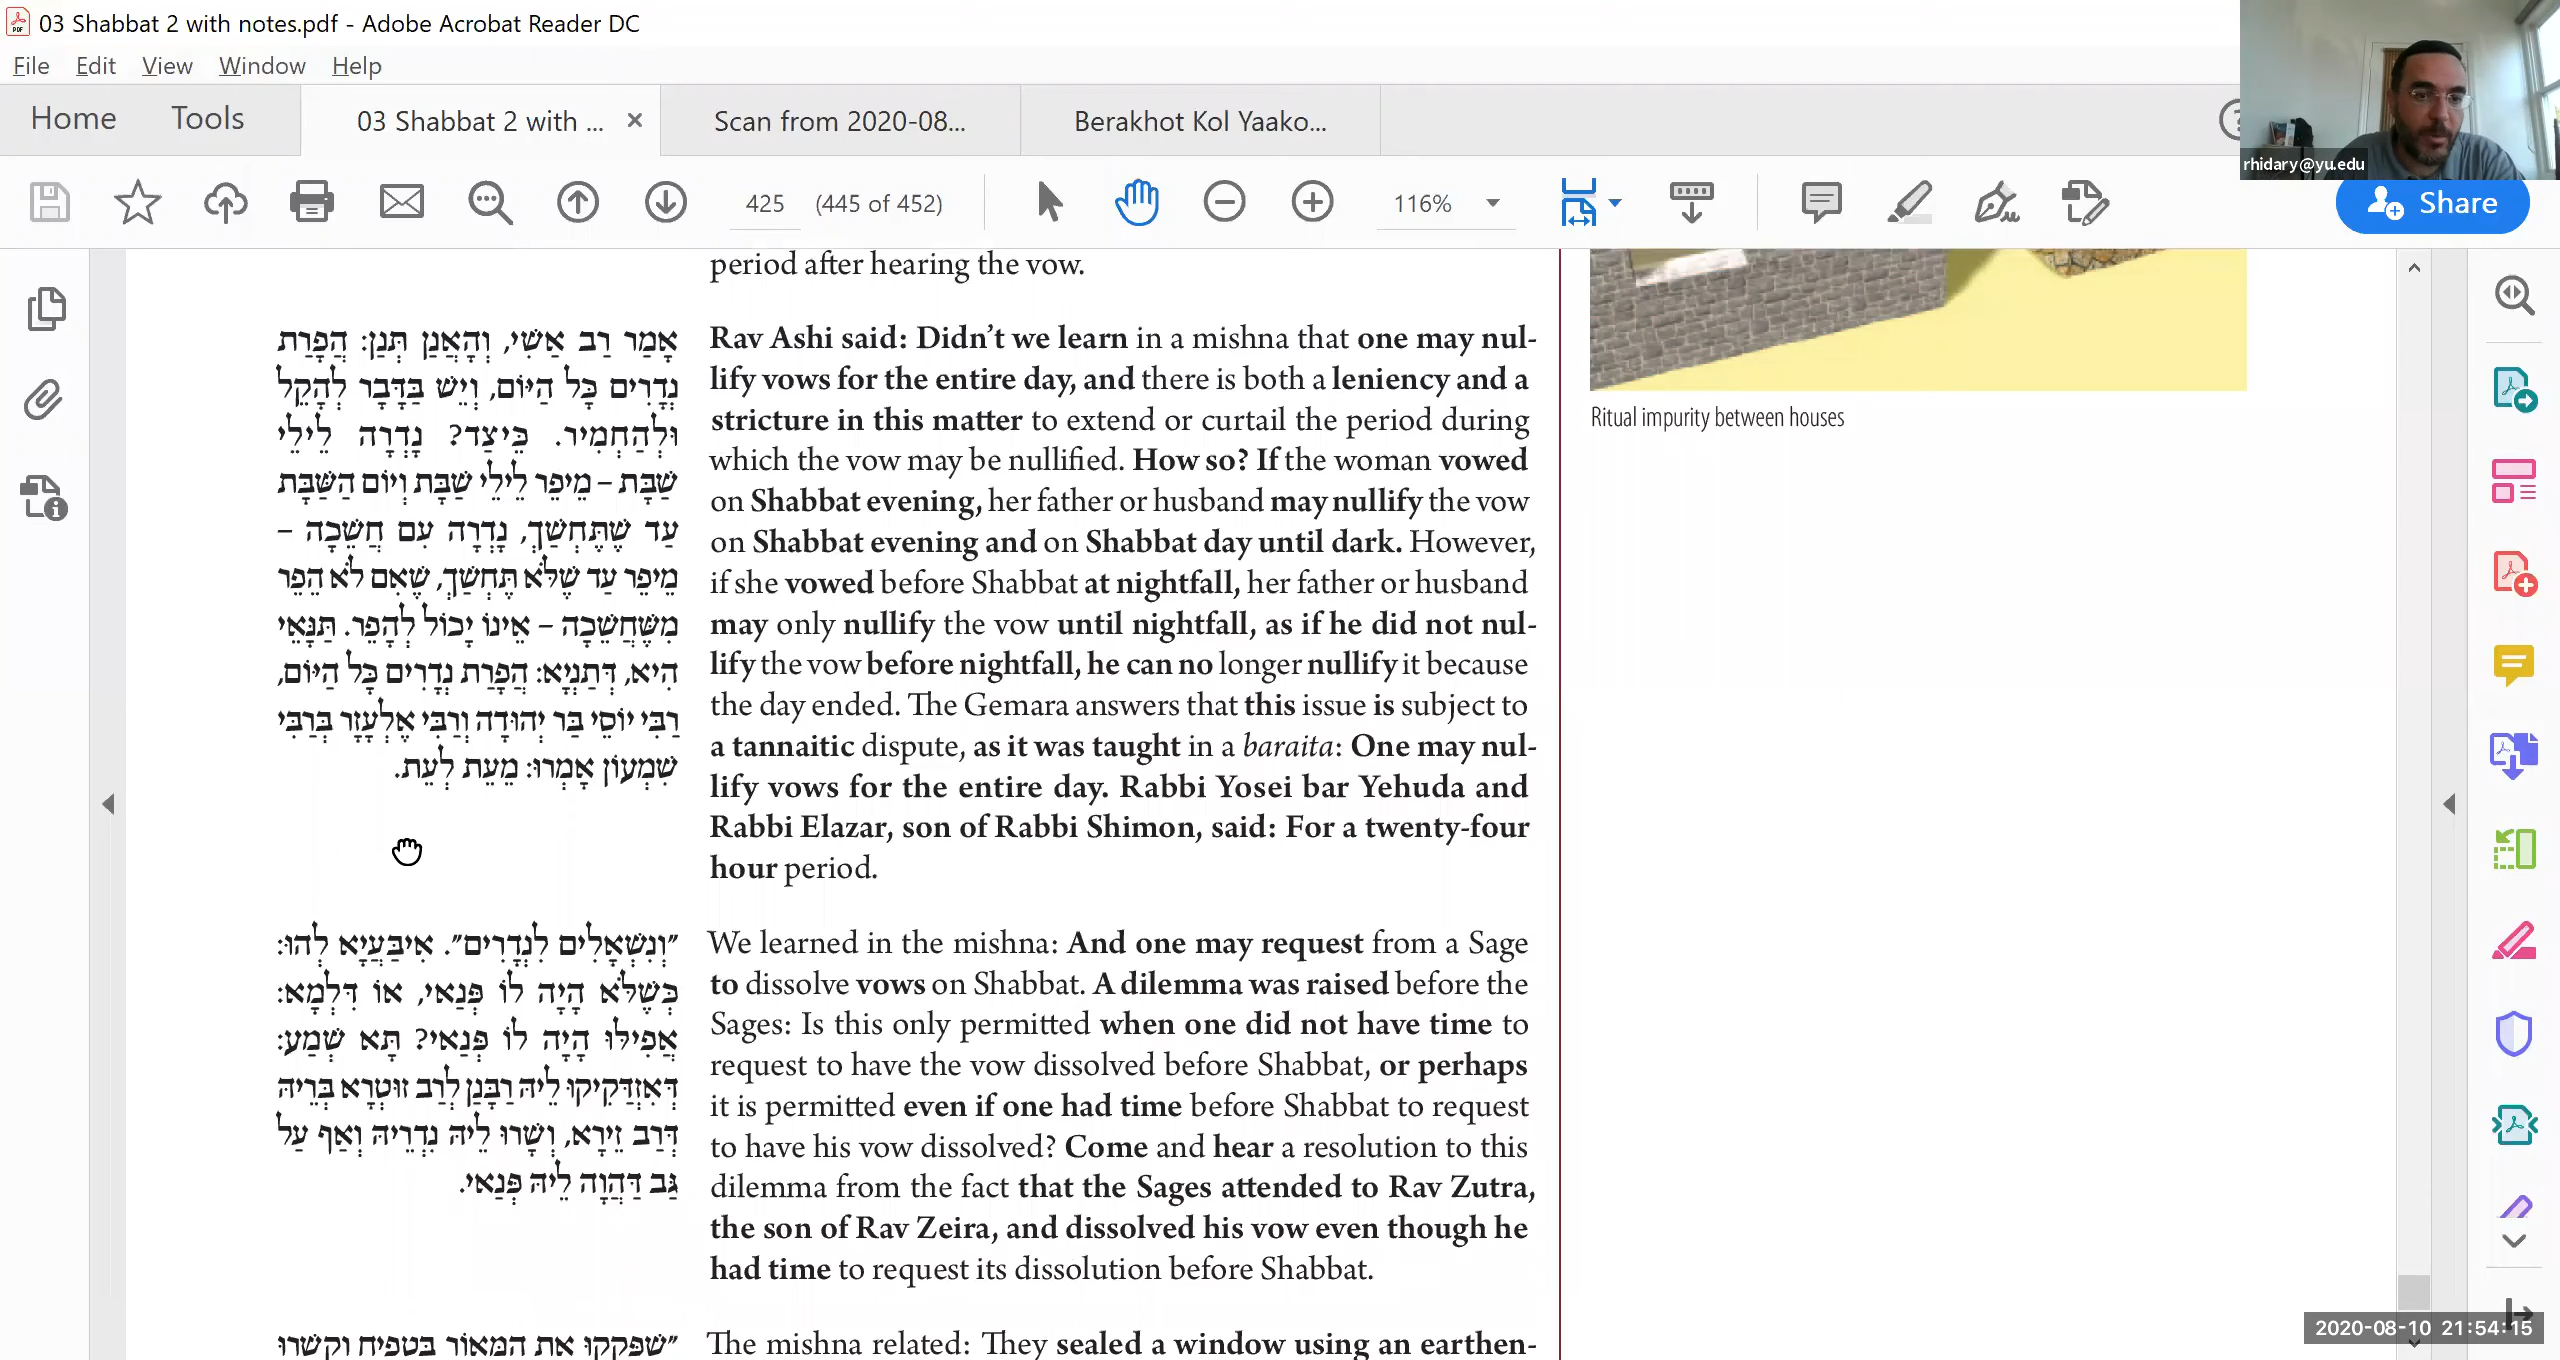 03 Shabbat 2 with notes.pdf - Adobe Acrobat Reader DC
File Edit View Window Help
Home Tools 03 Shabbat 2 with ... Scan from 2020-08... Berakhot Kol Yaako...
rhidary@yu.edu
425 (445 of 452) 116% Share
period after hearing the vow.
אָמַר רַב אַשִׁי, וְהָאֲנַן תְּנַן: הֲפָרַת
נְדָרִים כָּל הַיּוֹם, וְיֵשׁ בַּדָּבָר לְהָקֵל
וּלְהַחְמִיר. כֵּיצַד? נָדְרָה לֵילֵי
שַׁבָּת – מֵיפֵר לֵילֵי שַׁבָּת וְיוֹם הַשַּׁבָּת
עַד שֶׁתֶּחְשַׁךְ, נָדְרָה עִם חֲשֵׁכָה –
מֵיפֵר עַד שֶׁלֹּא תֶּחְשַׁךְ, שֶׁאִם לֹא הֵפֵר
מִשֶּׁחֲשֵׁכָה – אֵינוֹ יָכוֹל לְהָפֵר. תַּנָּאֵי
הִיא, דְּתַנְיָא: הֲפָרַת נְדָרִים כָּל הַיּוֹם,
רַבִּי יוֹסֵי בַּר יְהוּדָה וְרַבִּי אֶלְעָזָר בְּרַבִּי
שִׁמְעוֹן אָמְרוּ: מֵעֵת לְעֵת.
Rav Ashi said: Didn't we learn in a mishna that one may nul-
lify vows for the entire day, and there is both a leniency and a
stricture in this matter to extend or curtail the period during
which the vow may be nullified. How so? If the woman vowed
on Shabbat evening, her father or husband may nullify the vow
on Shabbat evening and on Shabbat day until dark. However,
if she vowed before Shabbat at nightfall, her father or husband
may only nullify the vow until nightfall, as if he did not nul-
lify the vow before nightfall, he can no longer nullify it because
the day ended. The Gemara answers that this issue is subject to
a tannaitic dispute, as it was taught in a baraita: One may nul-
lify vows for the entire day. Rabbi Yosei bar Yehuda and
Rabbi Elazar, son of Rabbi Shimon, said: For a twenty-four
hour period.
Ritual impurity between houses
״וְנִשְׁאָלִים לִנְדָרִים״. אִיבַּעֲיָא לְהוּ:
כְּשֶׁלֹּא הָיָה לוֹ פְּנַאי, אוֹ דִּלְמָא:
אֲפִילּוּ הָיָה לוֹ פְּנַאי? תָּא שְׁמַע:
דְּאִזְדַּקִיקוּ לֵיהּ רַבָּנַן לְרַב זוּטְרָא בְּרֵיהּ
דְּרַב זֵירָא, וְשָׁרוּ לֵיהּ נִדְרֵיהּ וְאַף עַל
גַּב דַּהֲוָה לֵיהּ פְּנַאי.
We learned in the mishna: And one may request from a Sage
to dissolve vows on Shabbat. A dilemma was raised before the
Sages: Is this only permitted when one did not have time to
request to have the vow dissolved before Shabbat, or perhaps
it is permitted even if one had time before Shabbat to request
to have his vow dissolved? Come and hear a resolution to this
dilemma from the fact that the Sages attended to Rav Zutra,
the son of Rav Zeira, and dissolved his vow even though he
had time to request its dissolution before Shabbat.
״שֶׁפָּקְקוּ אֶת הַמָּאוֹר בְּטָפִיחַ וְקָשְׁרוּ
The mishna related: They sealed a window using an earthen-
2020-08-10 21:54:15